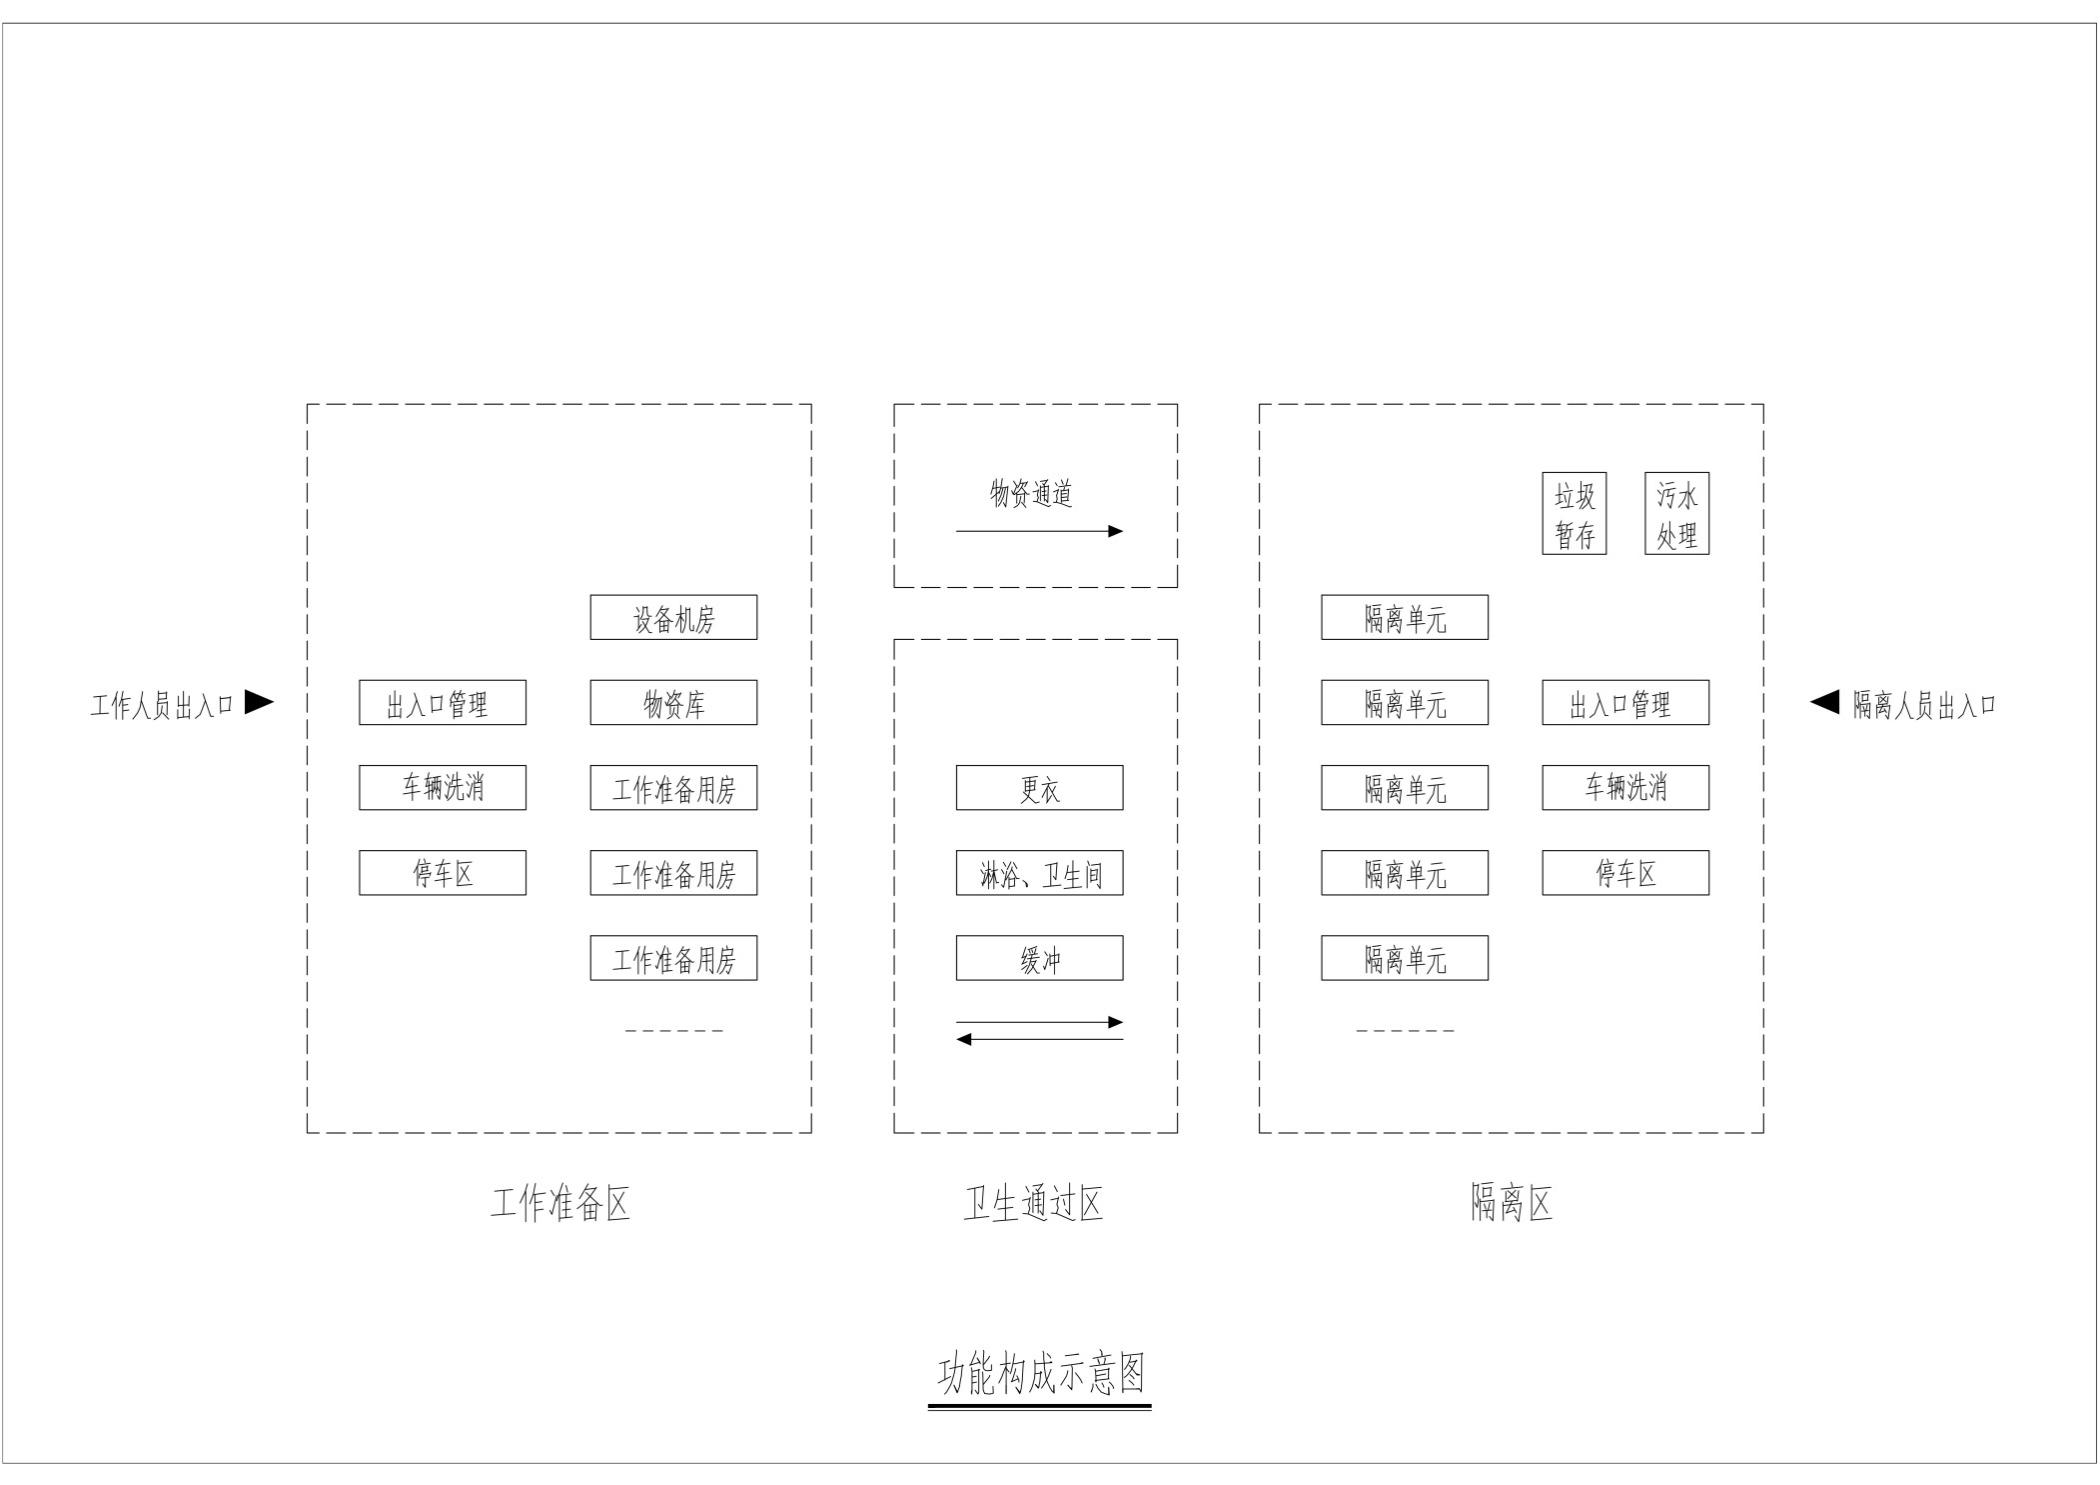 工作人员出入口
设备机房
出入口管理
物资库
车辆洗消
工作准备用房
停车区
工作准备用房
工作准备用房
工作准备区
物资通道
更衣
淋浴、卫生间
缓冲
卫生通过区
垃圾
暂存
污水
处理
隔离单元
隔离单元
出入口管理
隔离单元
车辆洗消
隔离单元
停车区
隔离单元
隔离区
隔离人员出入口
功能构成示意图